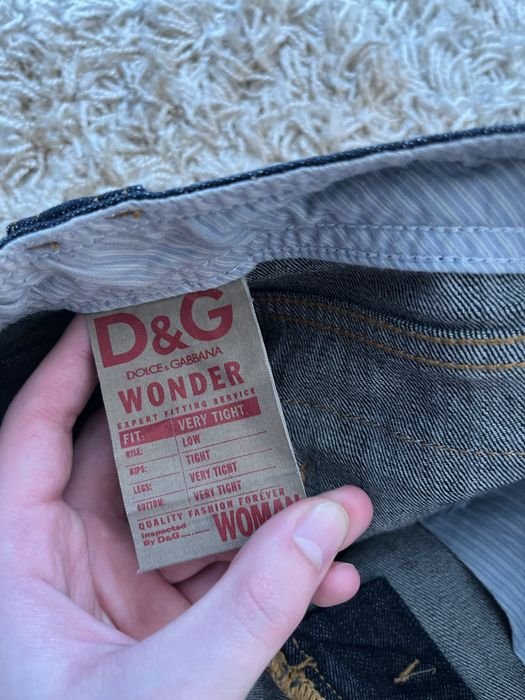 D&G
DOLCE & GABBANA
WONDER
EXPERT FITTING SERVICE
FIT: VERY TIGHT
RISE: LOW
HIPS: TIGHT
LEGS: VERY TIGHT
BOTTOM: VERY TIGHT
QUALITY FASHION FOREVER
Inspected
By D&G
WOMAN